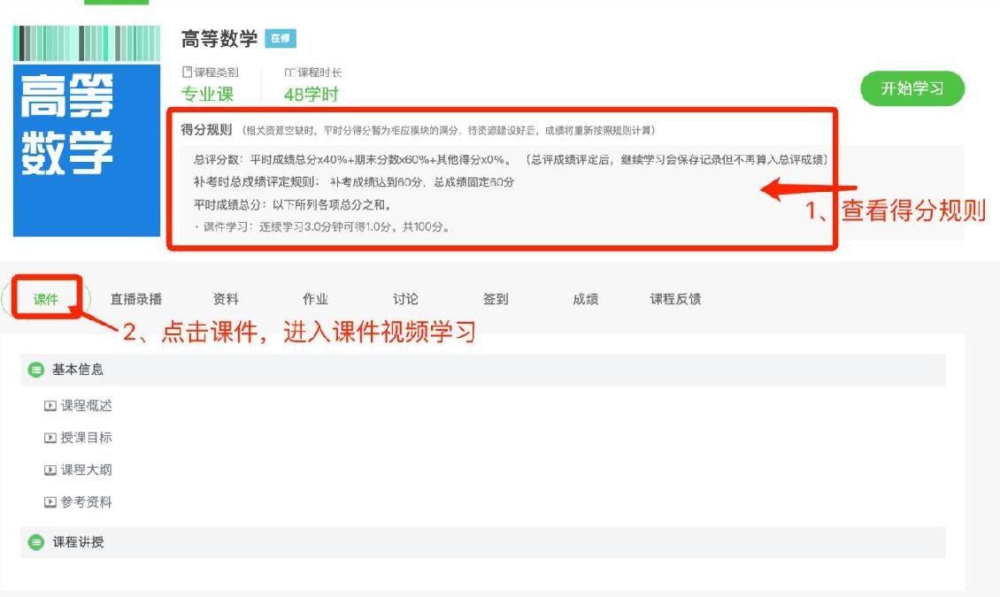 高等数学 在修
高等
数学
课程类别 课程时长
专业课 48学时
开始学习
得分规则 （相关资源空缺时，平时分得分暂为相应模块的满分，待资源建设好后，成绩将重新按照规则计算）
总评分数：平时成绩总分x40%+期末分数x60%+其他得分x0%。 （总评成绩评定后，继续学习会保存记录但不再算入总评成绩）
补考时总成绩评定规则： 补考成绩达到60分，总成绩固定60分
平时成绩总分：以下所列各项总分之和。
· 课件学习：连续学习3.0分钟可得1.0分。共100分。
1、查看得分规则
课件 直播录播 资料 作业 讨论 签到 成绩 课程反馈
2、点击课件，进入课件视频学习
基本信息
课程概述
授课目标
课程大纲
参考资料
课程讲授